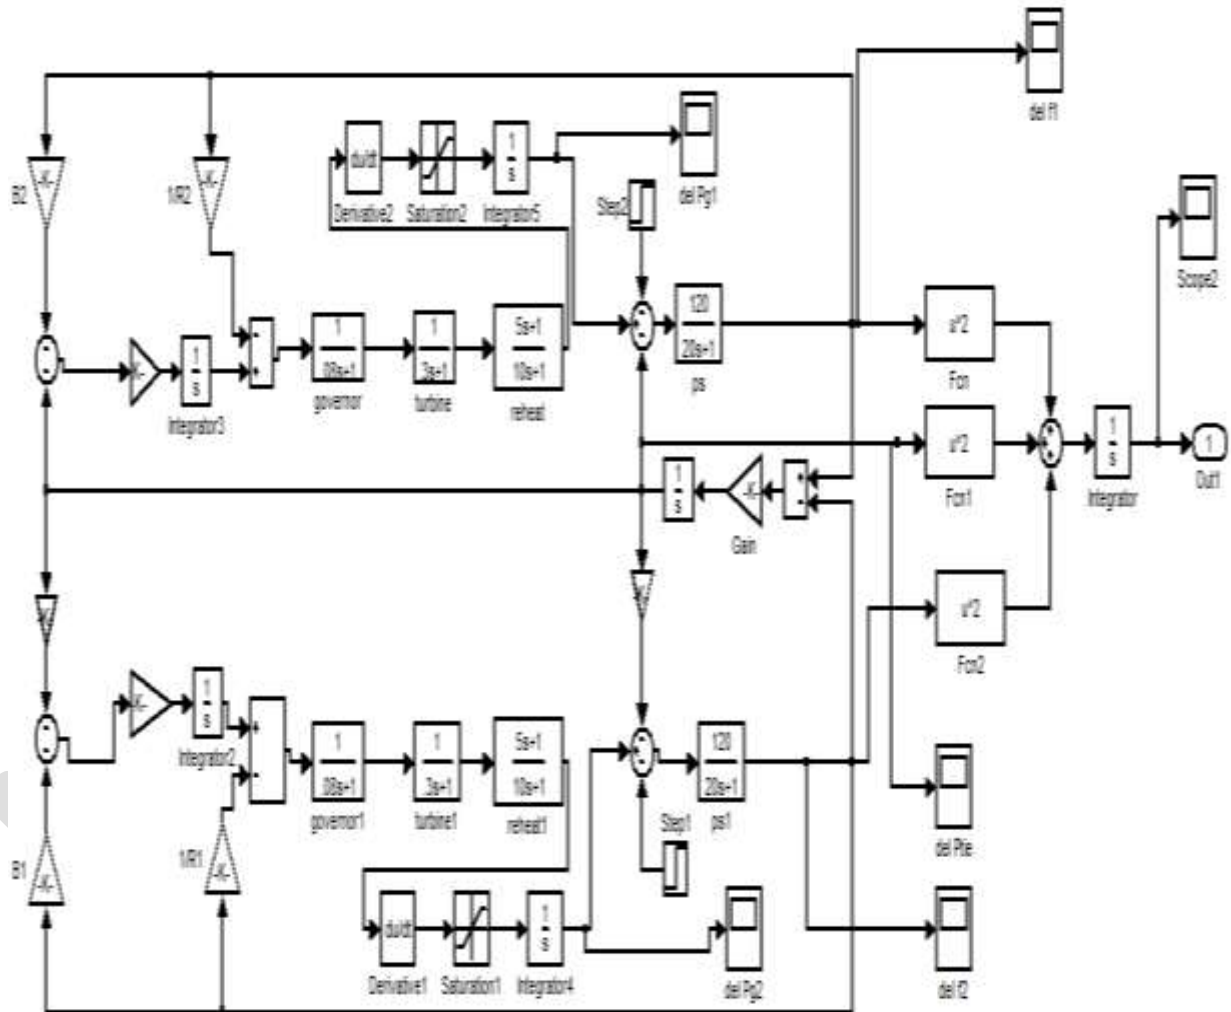 del f1
du/dt
1
s
-K-
B2
-K-
1/R2
Derivative2
Saturation2
Integrator5
del Pg1
Step2
Scope2
120
20s+1
ps
u^2
Fcn
1
.08s+1
governor
1
.3s+1
turbine
5s+1
10s+1
reheat
K-
1
s
Integrator3
u^2
Fcn1
1
s
Integrator
1
Out1
1
s
-K-
Gain
u^2
Fcn2
-K-
1
s
Integrator2
1
.08s+1
governor1
1
.3s+1
turbine1
5s+1
10s+1
reheat1
120
20s+1
ps1
Step1
del Ptie
B1
-K-
1/R1
-K-
du/dt
Derivative1
Saturation1
1
s
Integrator4
del Pg2
del f2